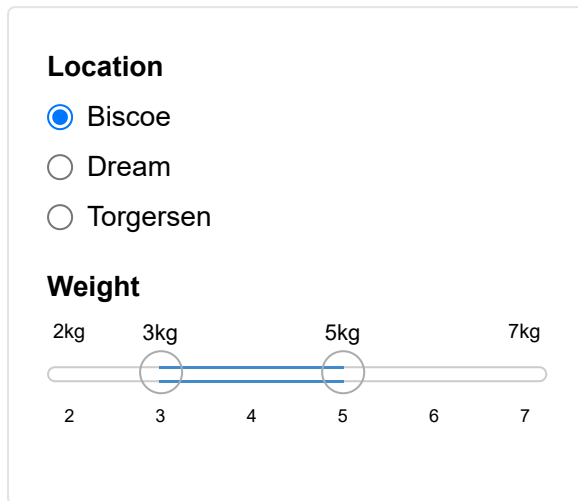 Location
Biscoe
Dream
Torgersen
Weight
2kg 3kg 5kg 7kg
2 3 4 5 6 7